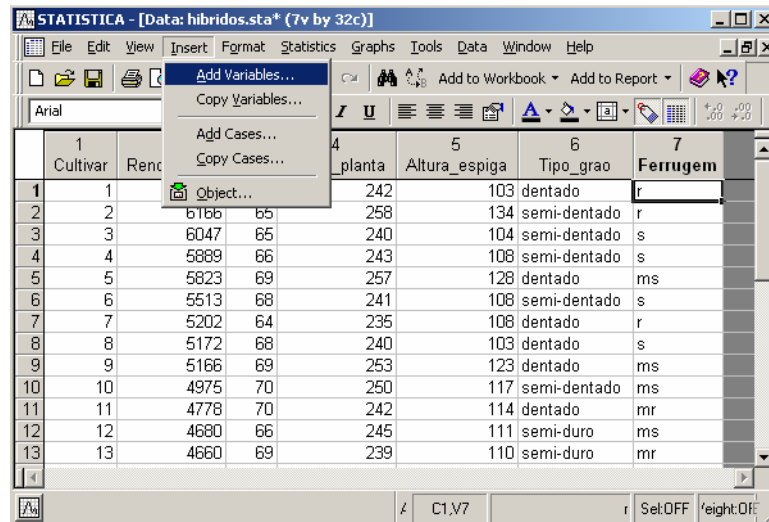 STATISTICA - [Data: hibridos.sta* (7v by 32c)]
File Edit View Insert Format Statistics Graphs Tools Data Window Help
Add to Workbook Add to Report
Arial I U
Add Variables...
Copy Variables...
Add Cases...
Copy Cases...
Object...
1 4 5 6 7
Cultivar Rend _planta Altura_espiga Tipo_grao Ferrugem
1 1 242 103 dentado r
2 2 6166 65 258 134 semi-dentado r
3 3 6047 65 240 104 semi-dentado s
4 4 5889 66 243 108 semi-dentado s
5 5 5823 69 257 128 dentado ms
6 6 5513 68 241 108 semi-dentado s
7 7 5202 64 235 108 dentado r
8 8 5172 68 240 103 dentado s
9 9 5166 69 253 123 dentado ms
10 10 4975 70 250 117 semi-dentado ms
11 11 4778 70 242 114 dentado mr
12 12 4680 66 245 111 semi-duro ms
13 13 4660 69 239 110 semi-duro mr
C1,V7 r Sel:OFF